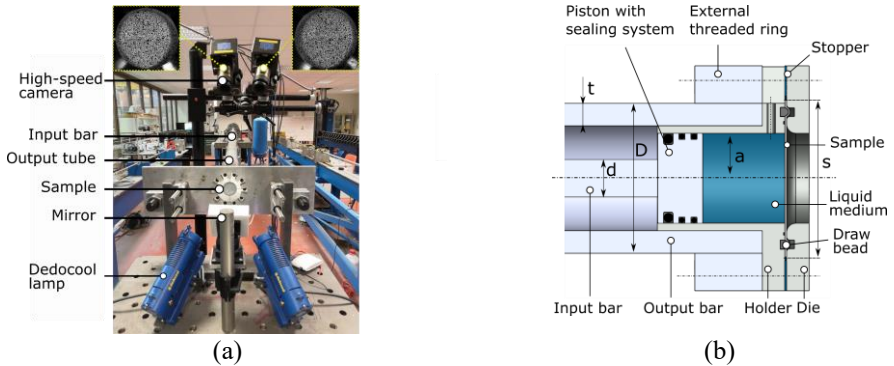 High-speed
camera
Input bar
Output tube
Sample
Mirror
Dedocool
lamp
(a)
Piston with
sealing system
External
threaded ring
Stopper
t
D
d
a
s
Sample
Liquid
medium
Draw
bead
Input bar
Output bar
Holder
Die
(b)